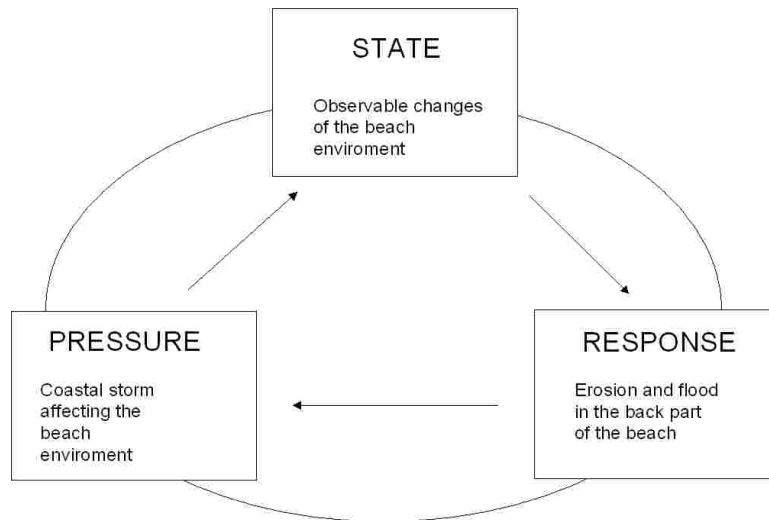 STATE
Observable changes
of the beach
enviroment
PRESSURE
Coastal storm
affecting the
beach
enviroment
RESPONSE
Erosion and flood
in the back part
of the beach